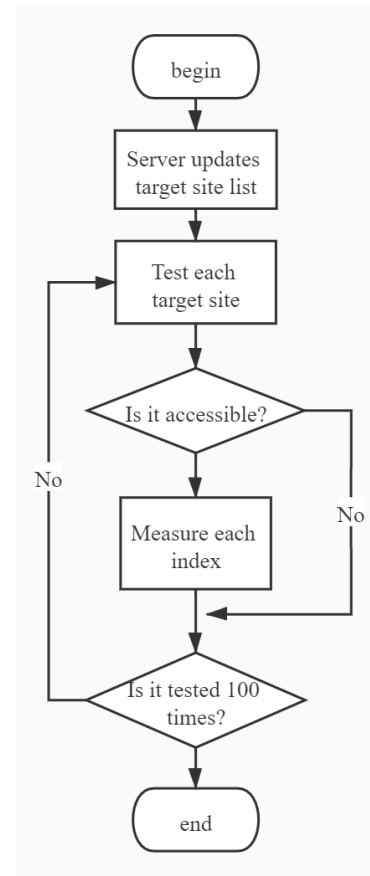 begin
Server updates
target site list
Test each
target site
Is it accessible?
No
No
Measure each
index
Is it tested 100
times?
end